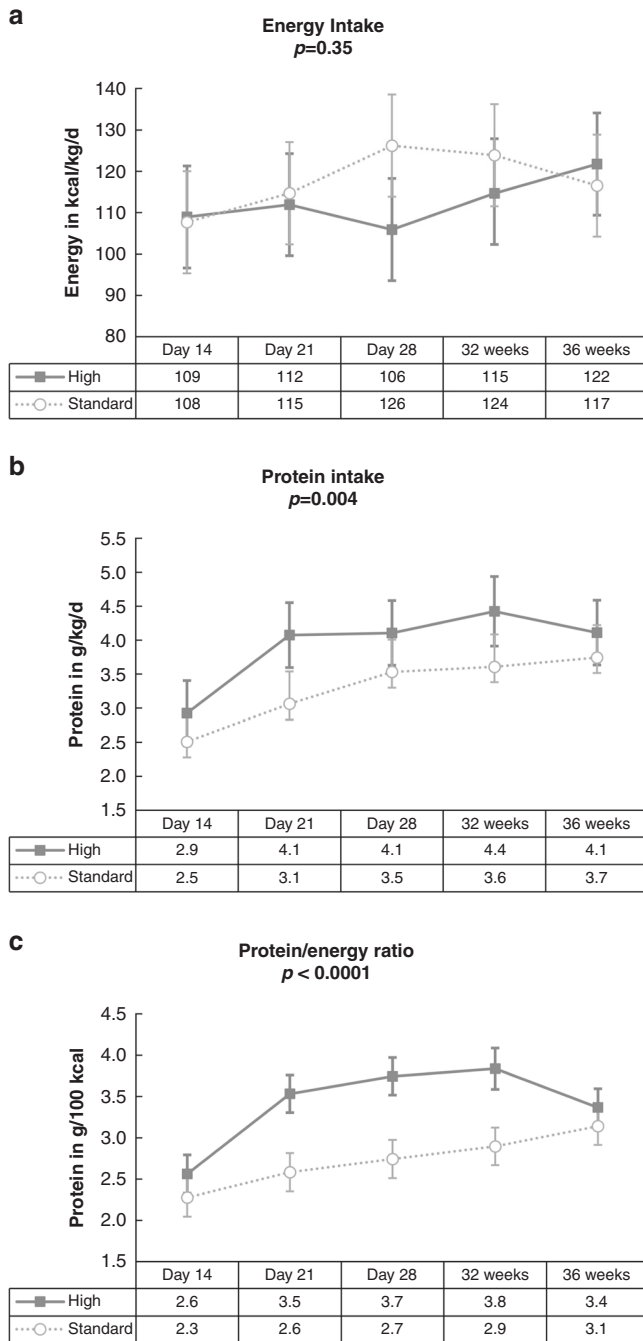 a
Energy Intake
p=0.35
Energy in kcal/kg/d
140
130
120
110
100
90
80
Day 14 Day 21 Day 28 32 weeks 36 weeks
High 109 112 106 115 122
Standard 108 115 126 124 117
b
Protein intake
p=0.004
Protein in g/kg/d
5.5
5.0
4.5
4.0
3.5
3.0
2.5
2.0
1.5
Day 14 Day 21 Day 28 32 weeks 36 weeks
High 2.9 4.1 4.1 4.4 4.1
Standard 2.5 3.1 3.5 3.6 3.7
c
Protein/energy ratio
p < 0.0001
Protein in g/100 kcal
4.5
4.0
3.5
3.0
2.5
2.0
1.5
Day 14 Day 21 Day 28 32 weeks 36 weeks
High 2.6 3.5 3.7 3.8 3.4
Standard 2.3 2.6 2.7 2.9 3.1